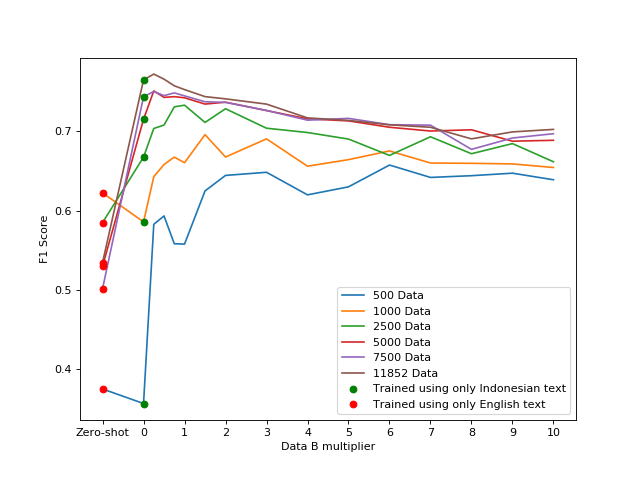 0.7
0.6
0.5
0.4
F1 Score
500 Data
1000 Data
2500 Data
5000 Data
7500 Data
11852 Data
Trained using only Indonesian text
Trained using only English text
Zero-shot 0 1 2 3 4 5 6 7 8 9 10
Data B multiplier